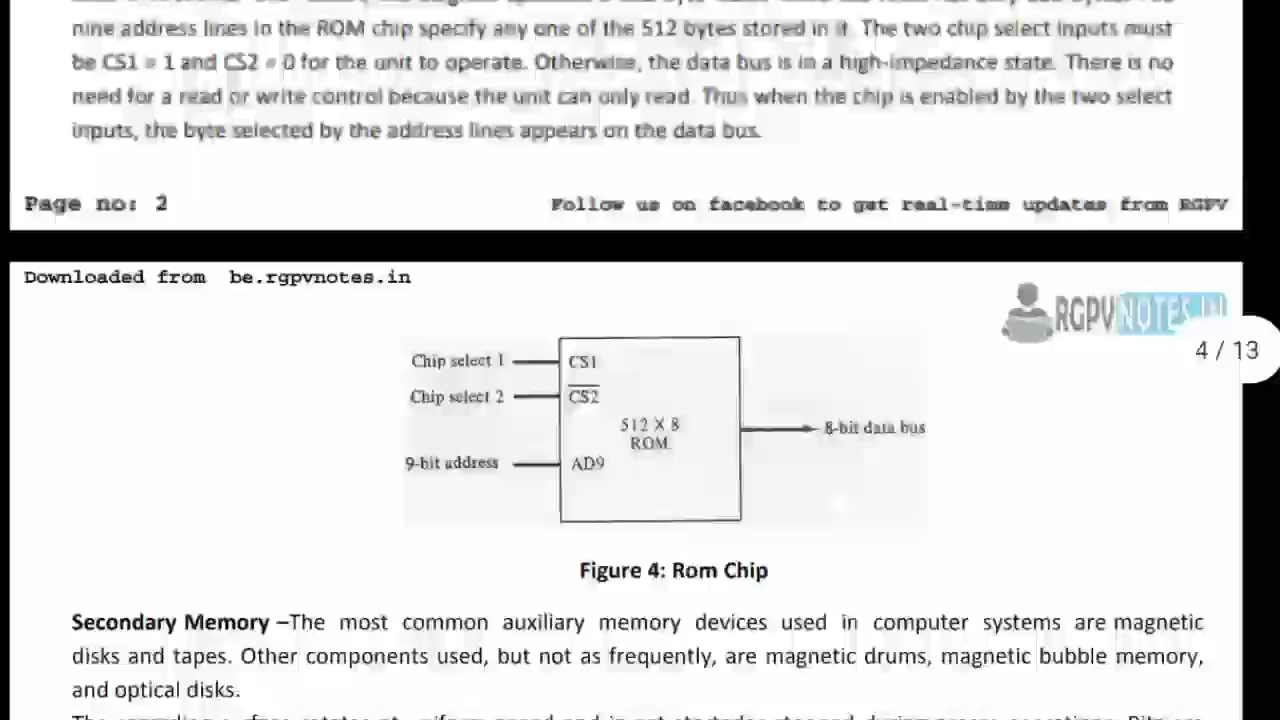 nine address lines in the ROM chip specify any one of the 512 bytes stored in it. The two chip select inputs must
be CS1 = 1 and CS2 = 0 for the unit to operate. Otherwise, the data bus is in a high-impedance state. There is no
need for a read or write control because the unit can only read. Thus when the chip is enabled by the two select
inputs, the byte selected by the address lines appears on the data bus.
Page no: 2
Follow us on facebook to get real-time updates from RGPV
Downloaded from be.rgpvnotes.in
RGPVNOTES.IN
4 / 13
Chip select 1
CS1
Chip select 2
CS2
512 X 8
ROM
8-bit data bus
9-bit address
AD9
Figure 4: Rom Chip
Secondary Memory –The most common auxiliary memory devices used in computer systems are magnetic
disks and tapes. Other components used, but not as frequently, are magnetic drums, magnetic bubble memory,
and optical disks.